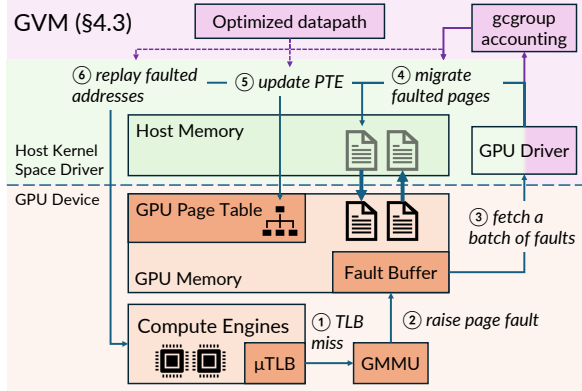 GVM (§4.3)
Optimized datapath
gcgroup
accounting
⑥ replay faulted
addresses
⑤ update PTE
④ migrate
faulted pages
Host Memory
Host Kernel
Space Driver
GPU Driver
GPU Device
GPU Page Table
③ fetch a
batch of faults
GPU Memory
Fault Buffer
Compute Engines
① TLB
miss
② raise page fault
µTLB
GMMU